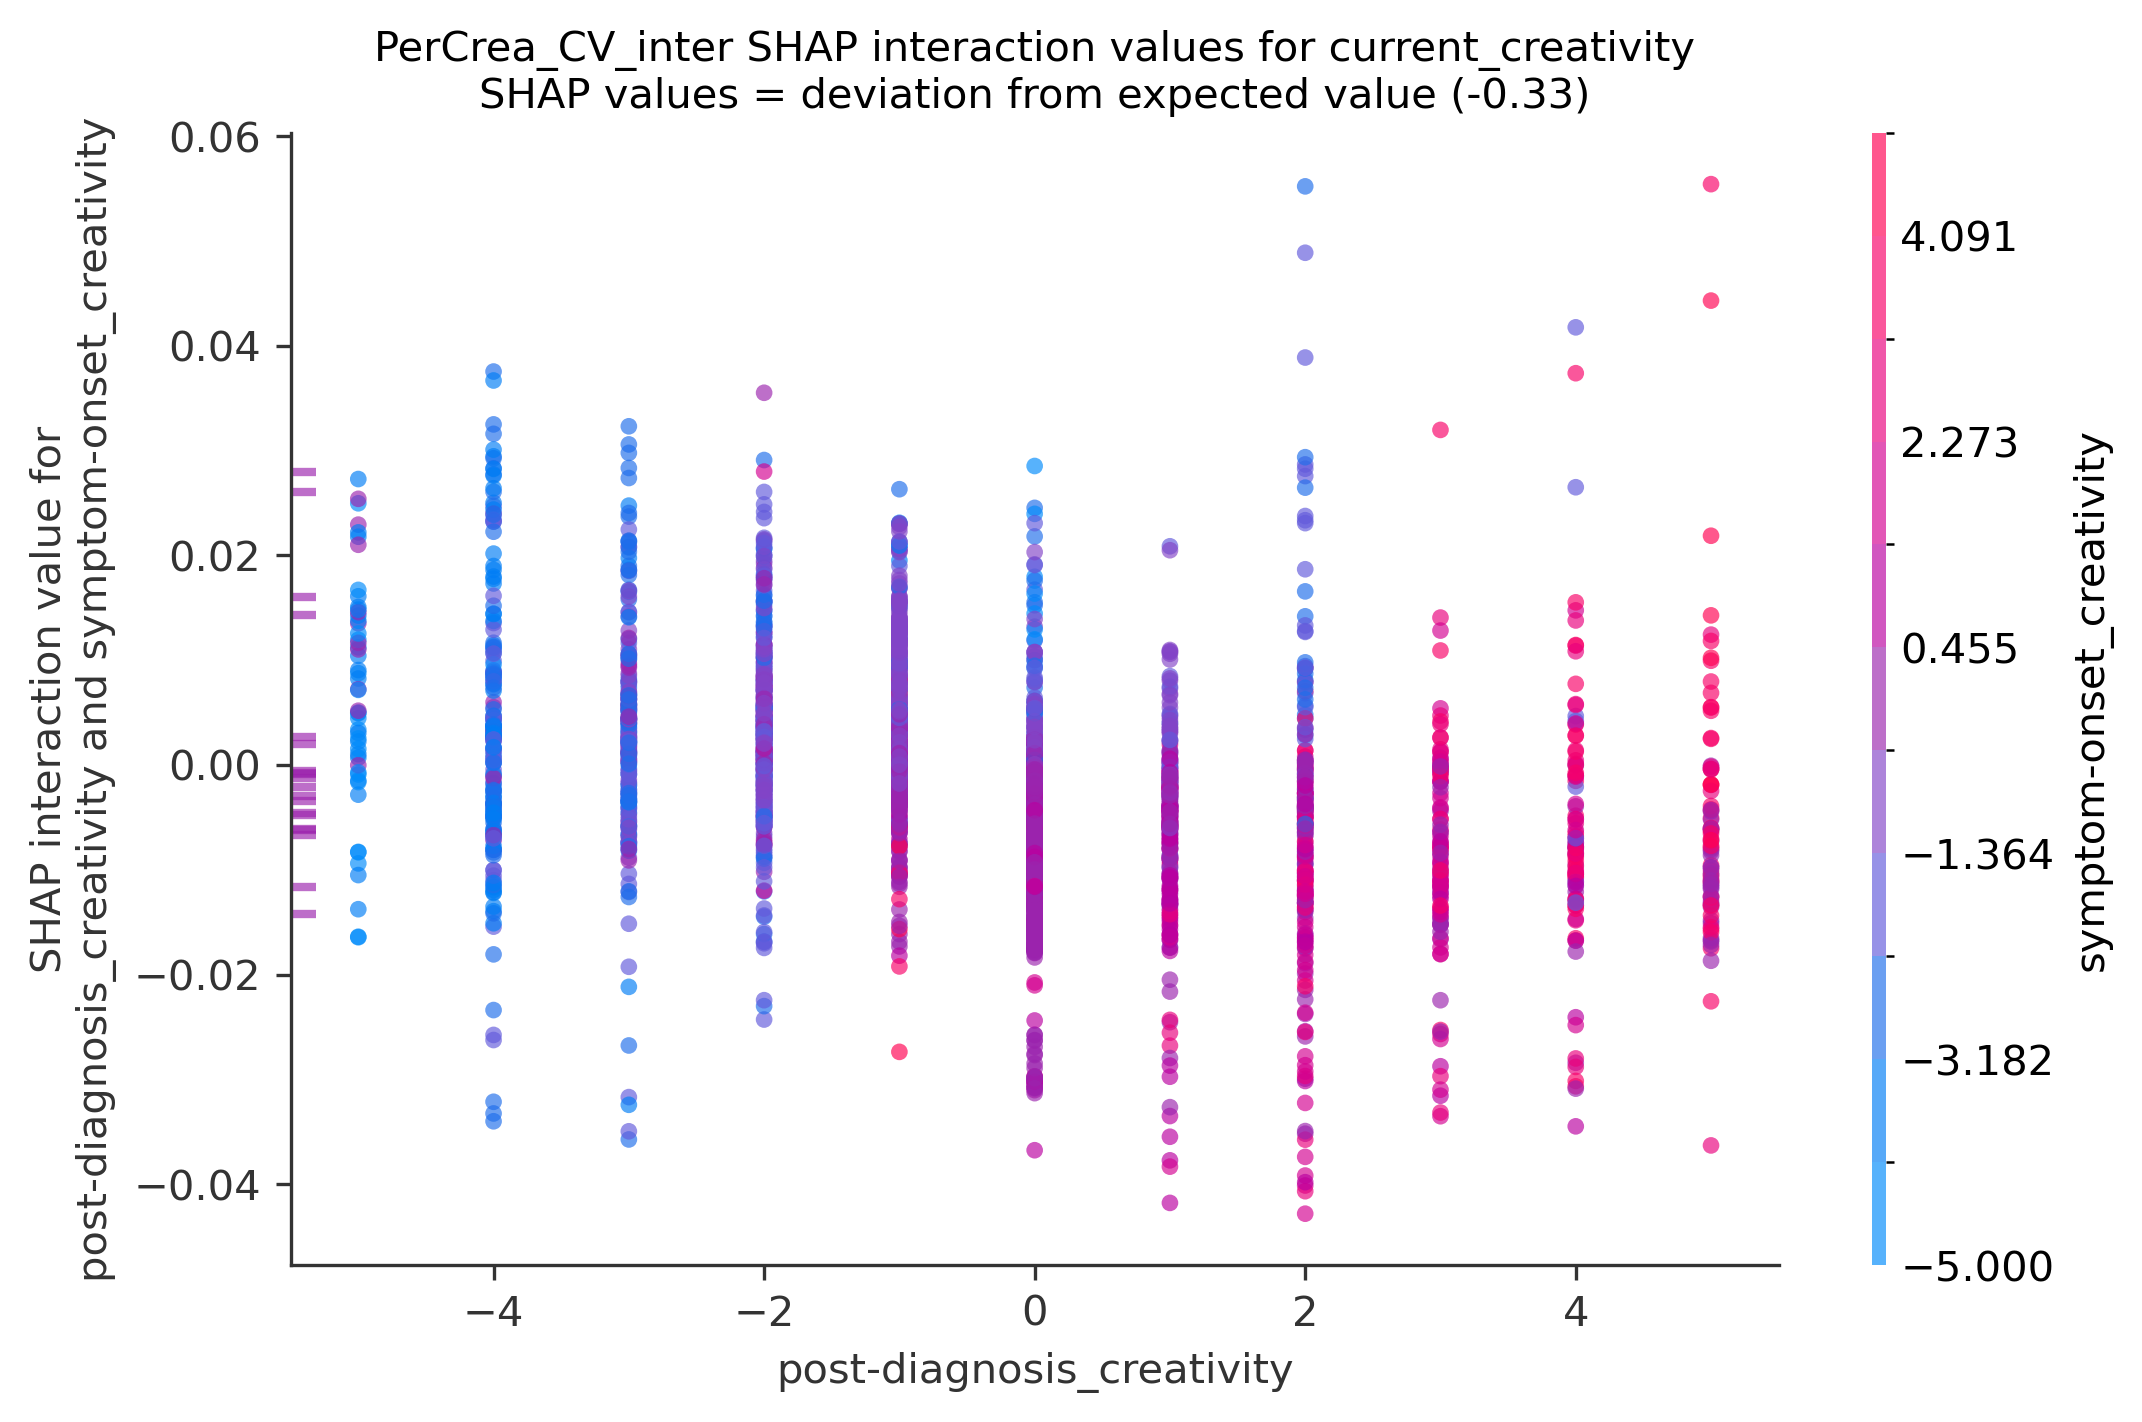 PerCrea_CV_inter SHAP interaction values for current_creativity
SHAP values = deviation from expected value (-0.33)
SHAP interaction value for
post-diagnosis_creativity and symptom-onset_creativity
0.06
0.04
0.02
0.00
−0.02
−0.04
−4
−2
0
2
4
post-diagnosis_creativity
4.091
2.273
0.455
−1.364
−3.182
−5.000
symptom-onset_creativity